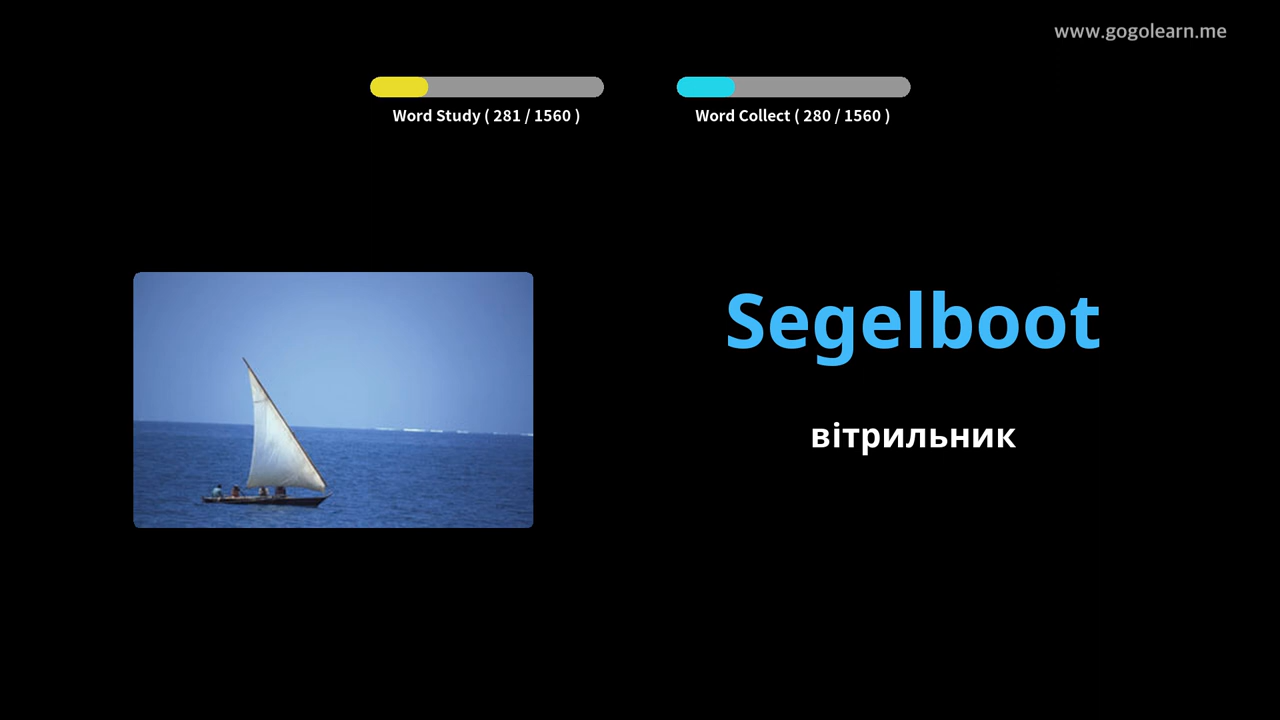 www.gogolearn.me
Word Study ( 281 / 1560 )
Word Collect ( 280 / 1560 )
Segelboot
вітрильник